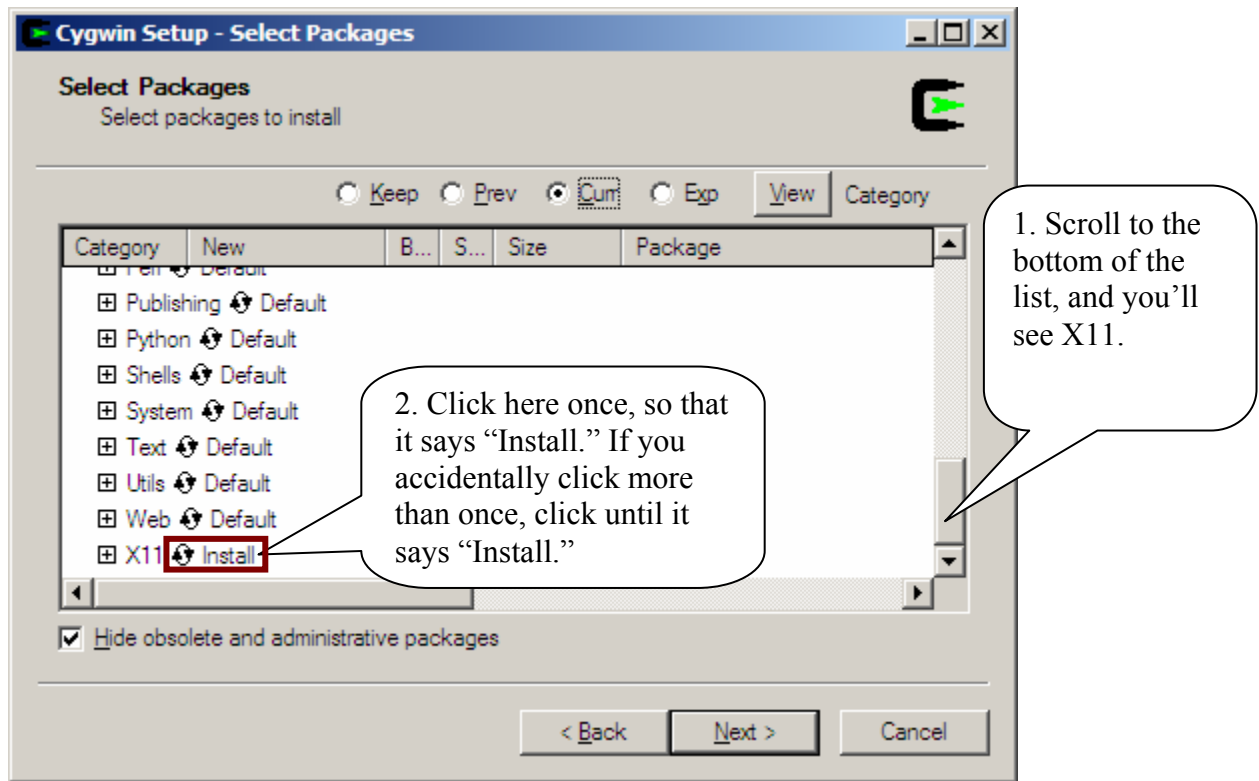 Cygwin Setup - Select Packages
Select Packages
Select packages to install
Keep Prev Curr Exp View Category
Category New B... S... Size Package
Perl Default
Publishing Default
Python Default
Shells Default
System Default
Text Default
Utils Default
Web Default
X11 Install
Hide obsolete and administrative packages
< Back Next > Cancel
1. Scroll to the
bottom of the
list, and you’ll
see X11.
2. Click here once, so that
it says “Install.” If you
accidentally click more
than once, click until it
says “Install.”